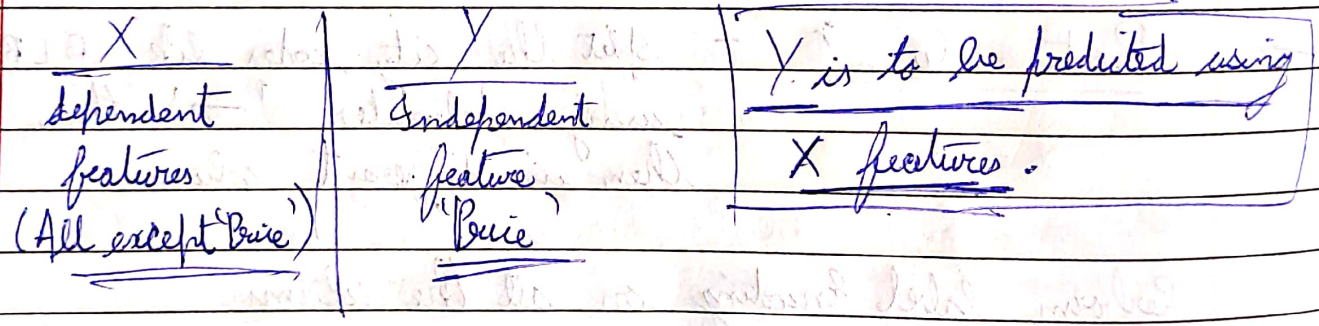 X
dependent
features
(All except 'Price')
Y
Independent
feature
'Price'
Y is to be predicted using
X features.